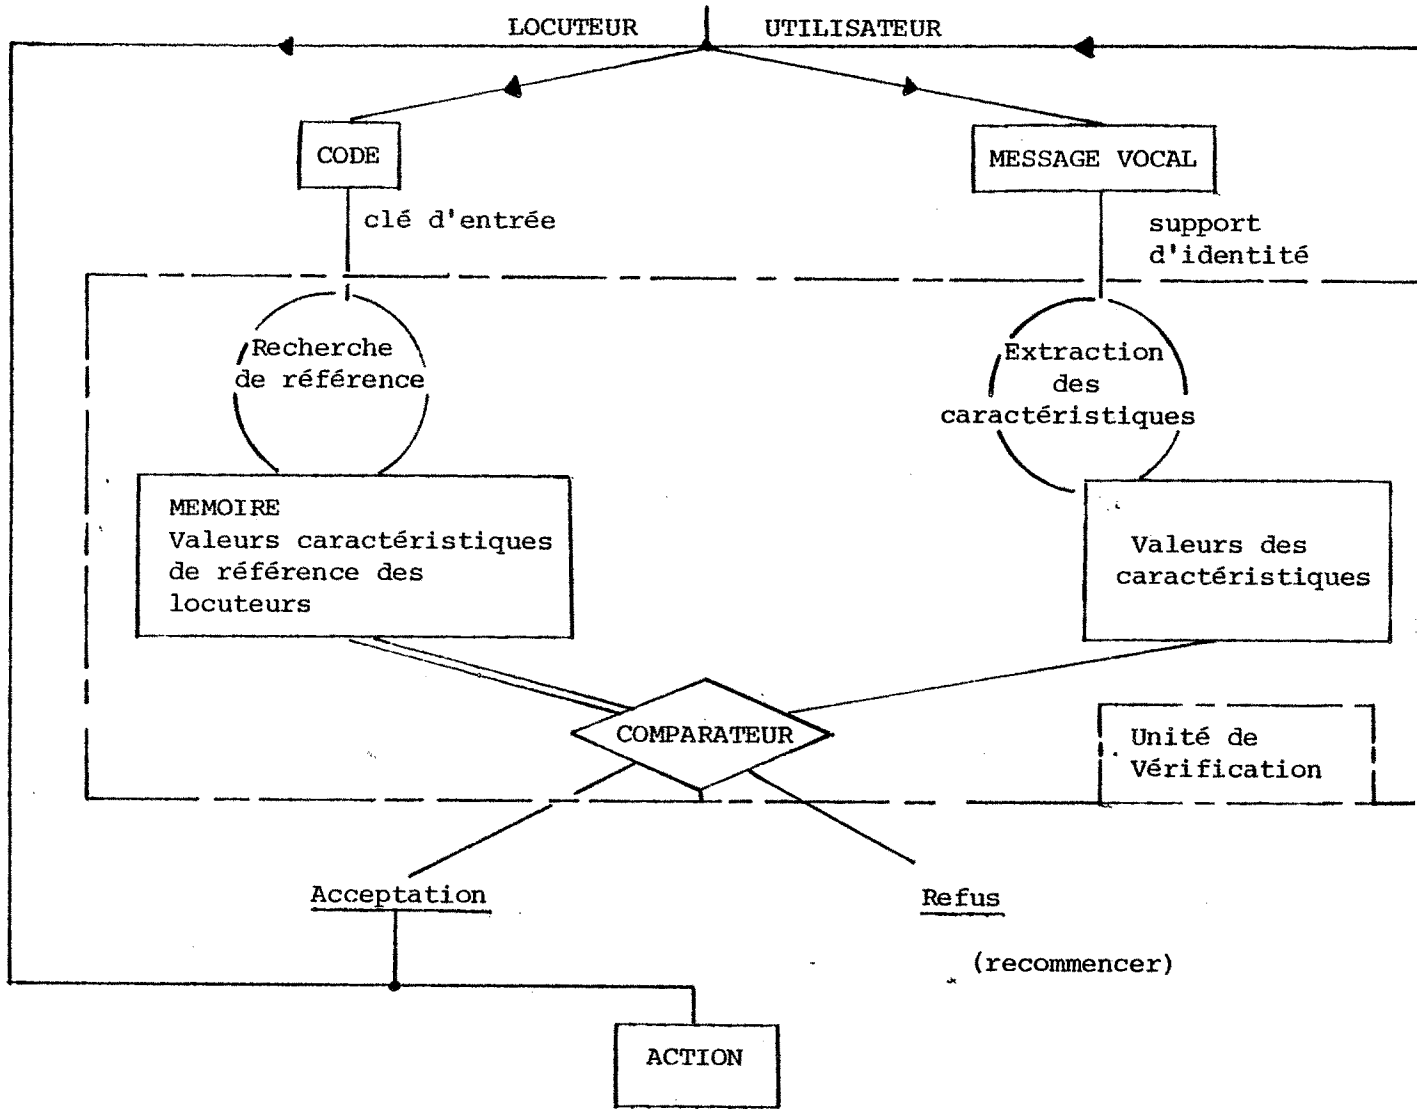 LOCUTEUR UTILISATEUR
CODE
MESSAGE VOCAL
clé d'entrée
support
d'identité
Recherche
de référence
Extraction
des
caractéristiques
MEMOIRE
Valeurs caractéristiques
de référence des
locuteurs
Valeurs des
caractéristiques
COMPARATEUR
Unité de
Vérification
Acceptation
Refus
(recommencer)
ACTION